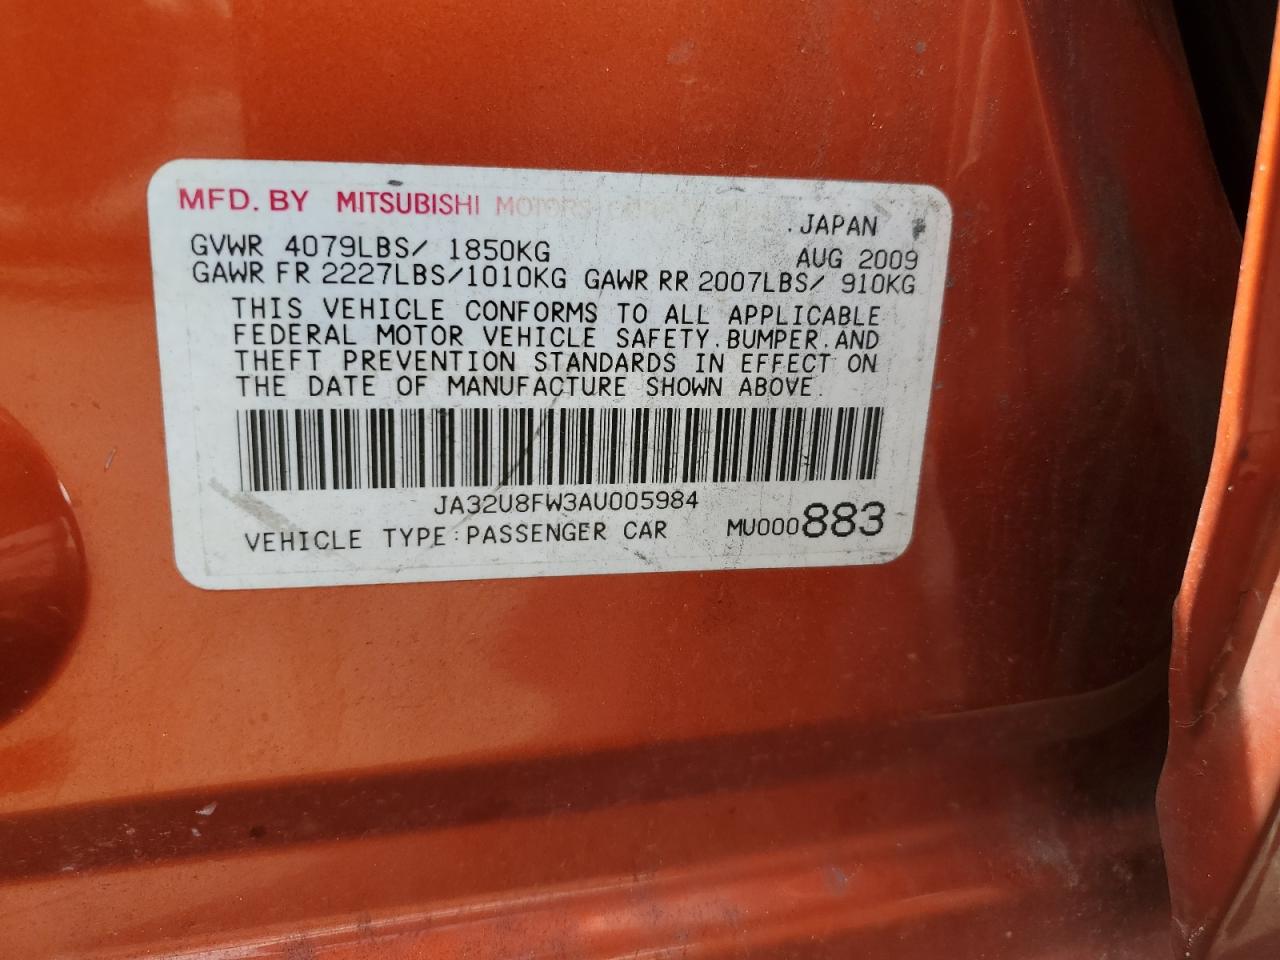 MFD. BY MITSUBISHI MOTORS
JAPAN
GVWR 4079LBS/ 1850KG AUG 2009
GAWR FR 2227LBS/1010KG GAWR RR 2007LBS/ 910KG
THIS VEHICLE CONFORMS TO ALL APPLICABLE
FEDERAL MOTOR VEHICLE SAFETY.BUMPER.AND
THEFT PREVENTION STANDARDS IN EFFECT ON
THE DATE OF MANUFACTURE SHOWN ABOVE.
JA32U8FW3AU005984
VEHICLE TYPE:PASSENGER CAR MU000883